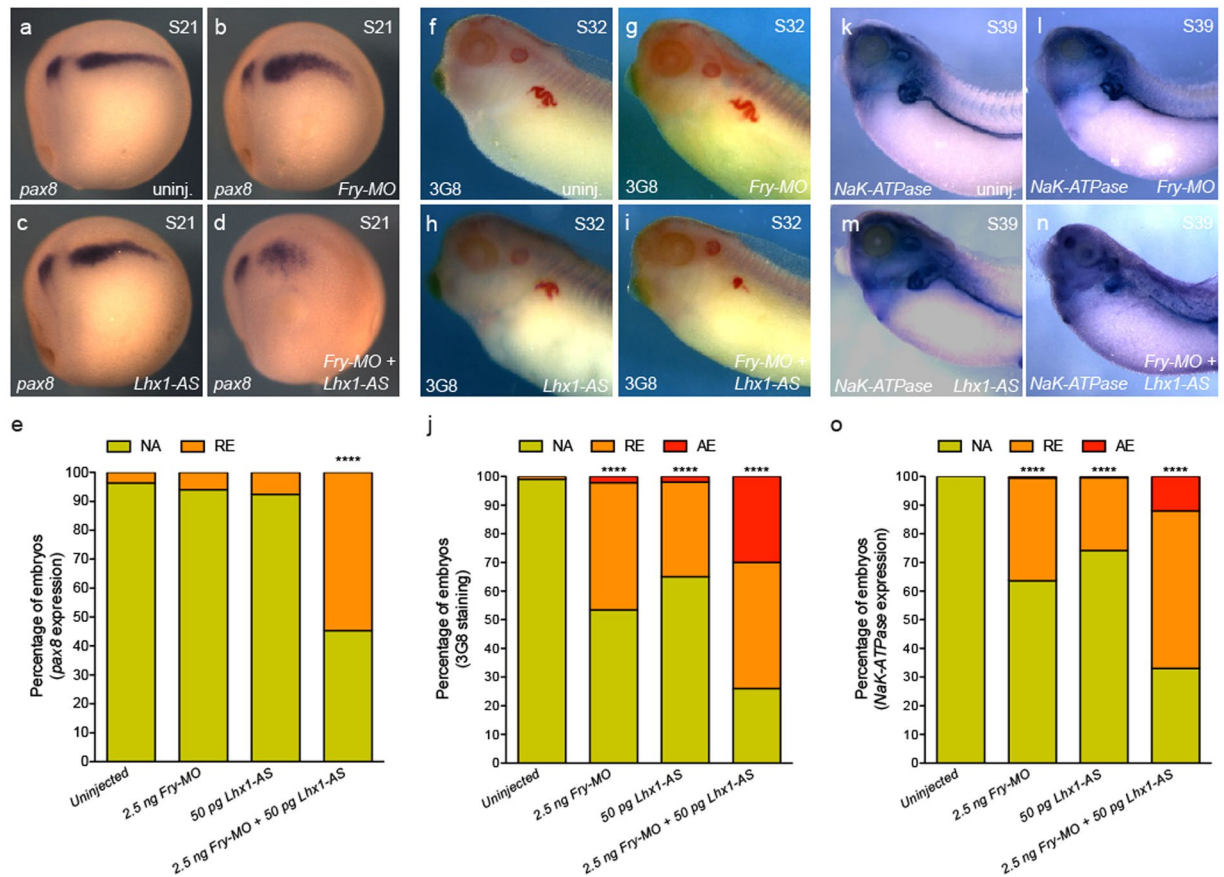 a S21
b S21
pax8 uninj.
pax8 Fry-MO
c S21
d S21
pax8 Lhx1-AS
pax8 Fry-MO + Lhx1-AS
f S32
g S32
3G8 uninj.
3G8 Fry-MO
h S32
i S32
3G8 Lhx1-AS
3G8 Fry-MO + Lhx1-AS
k S39
l S39
NaK-ATPase uninj.
NaK-ATPase Fry-MO
m S39
n S39
NaK-ATPase Lhx1-AS
NaK-ATPase Fry-MO + Lhx1-AS
e
NA RE
****
Percentage of embryos
(pax8 expression)
100
90
80
70
60
50
40
30
20
10
0
Uninjected
2.5 ng Fry-MO
50 pg Lhx1-AS
2.5 ng Fry-MO + 50 pg Lhx1-AS
j
NA RE AE
**** **** ****
Percentage of embryos
(3G8 staining)
100
90
80
70
60
50
40
30
20
10
0
Uninjected
2.5 ng Fry-MO
50 pg Lhx1-AS
2.5 ng Fry-MO + 50 pg Lhx1-AS
o
NA RE AE
**** **** ****
Percentage of embryos
(NaK-ATPase expression)
100
90
80
70
60
50
40
30
20
10
0
Uninjected
2.5 ng Fry-MO
50 pg Lhx1-AS
2.5 ng Fry-MO + 50 pg Lhx1-AS